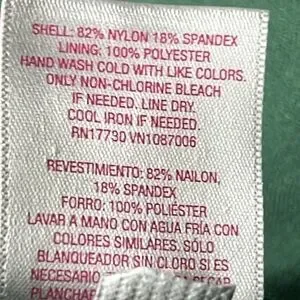 SHELL: 82% NYLON 18% SPANDEX
LINING: 100% POLYESTER
HAND WASH COLD WITH LIKE COLORS.
ONLY NON-CHLORINE BLEACH
IF NEEDED. LINE DRY.
COOL IRON IF NEEDED.
RN17730 VN1087006
REVESTIMIENTO: 82% NAILON,
18% SPANDEX
FORRO: 100% POLIÉSTER
LAVAR A MANO CON AGUA FRÍA CON
COLORES SIMILARES. SÓLO
BLANQUEADOR SIN CLORO SI ES
NECESARIO
PLANCHAR